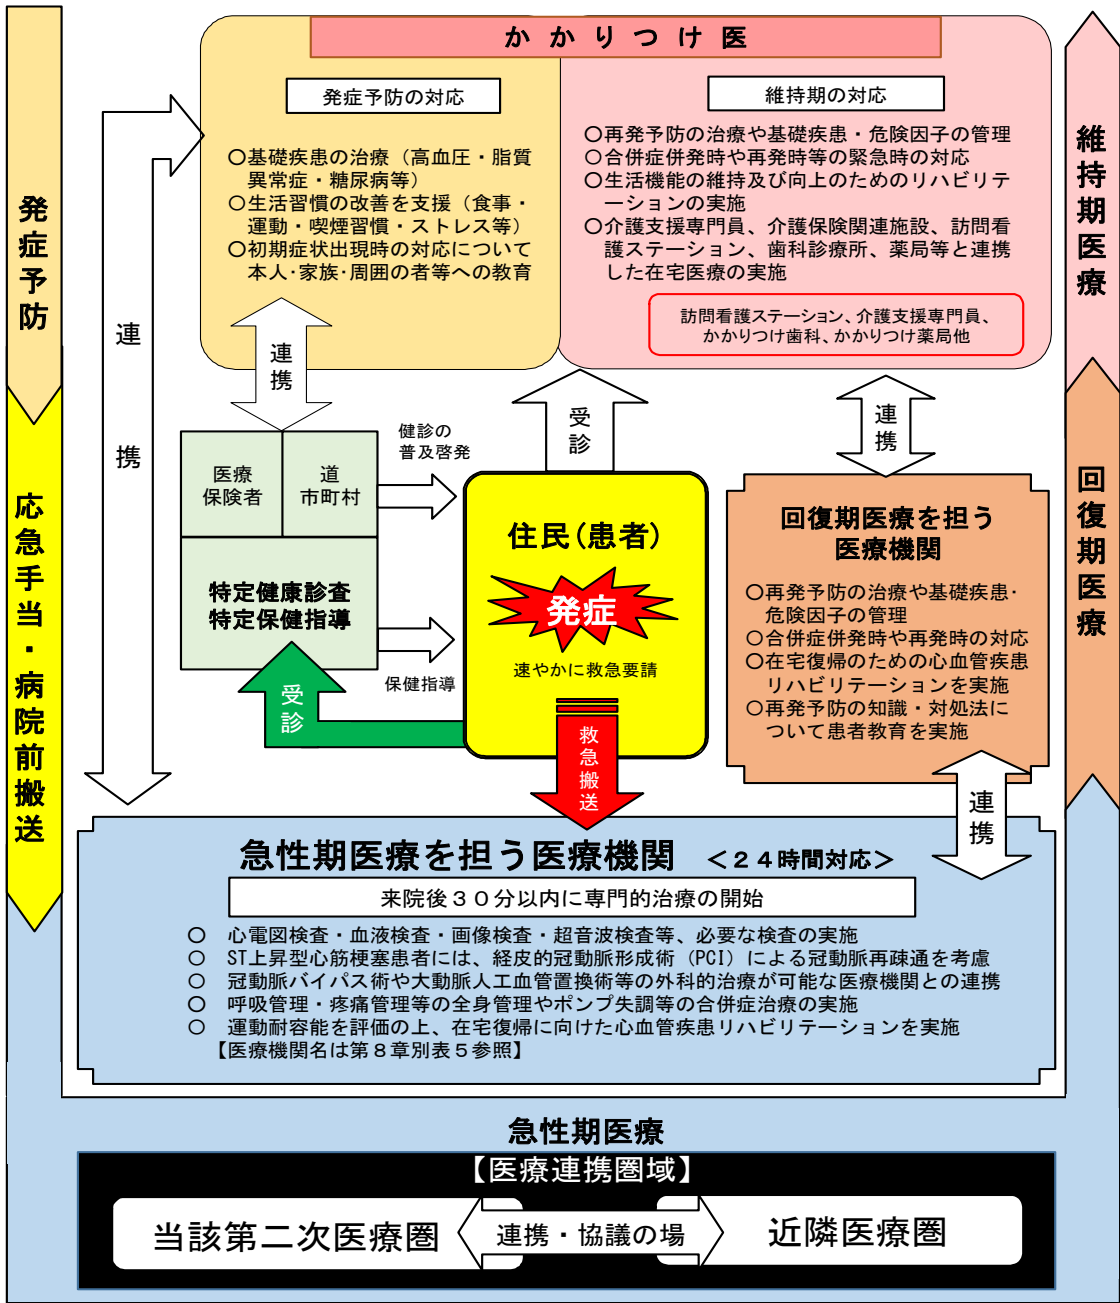 かかりつけ医
発症予防の対応
〇基礎疾患の治療（高血圧・脂質
異常症・糖尿病等）
〇生活習慣の改善を支援（食事・
運動・喫煙習慣・ストレス等）
〇初期症状出現時の対応について
本人・家族・周囲の者等への教育
維持期の対応
〇再発予防の治療や基礎疾患・危険因子の管理
〇合併症併発時や再発時等の緊急時の対応
〇生活機能の維持及び向上のためのリハビリテ
ーションの実施
〇介護支援専門員、介護保険関連施設、訪問看
護ステーション、歯科診療所、薬局等と連携
した在宅医療の実施
訪問看護ステーション、介護支援専門員、
かかりつけ歯科、かかりつけ薬局他
発症予防
応急手当・病院前搬送
維持期医療
回復期医療
連携
連携
受診
連携
医療
保険者
道
市町村
健診の
普及啓発
特定健康診査
特定保健指導
保健指導
受診
住民(患者)
発症
速やかに救急要請
救急搬送
回復期医療を担う
医療機関
〇再発予防の治療や基礎疾患・
危険因子の管理
〇合併症併発時や再発時の対応
〇在宅復帰のための心血管疾患
リハビリテーションを実施
〇再発予防の知識・対処法に
ついて患者教育を実施
連携
急性期医療を担う医療機関 ＜２４時間対応＞
来院後３０分以内に専門的治療の開始
〇 心電図検査・血液検査・画像検査・超音波検査等、必要な検査の実施
〇 ST上昇型心筋梗塞患者には、経皮的冠動脈形成術（PCI）による冠動脈再疎通を考慮
〇 冠動脈バイパス術や大動脈人工血管置換術等の外科的治療が可能な医療機関との連携
〇 呼吸管理・疼痛管理等の全身管理やポンプ失調等の合併症治療の実施
〇 運動耐容能を評価の上、在宅復帰に向けた心血管疾患リハビリテーションを実施
【医療機関名は第８章別表５参照】
急性期医療
【医療連携圏域】
当該第二次医療圏
連携・協議の場
近隣医療圏